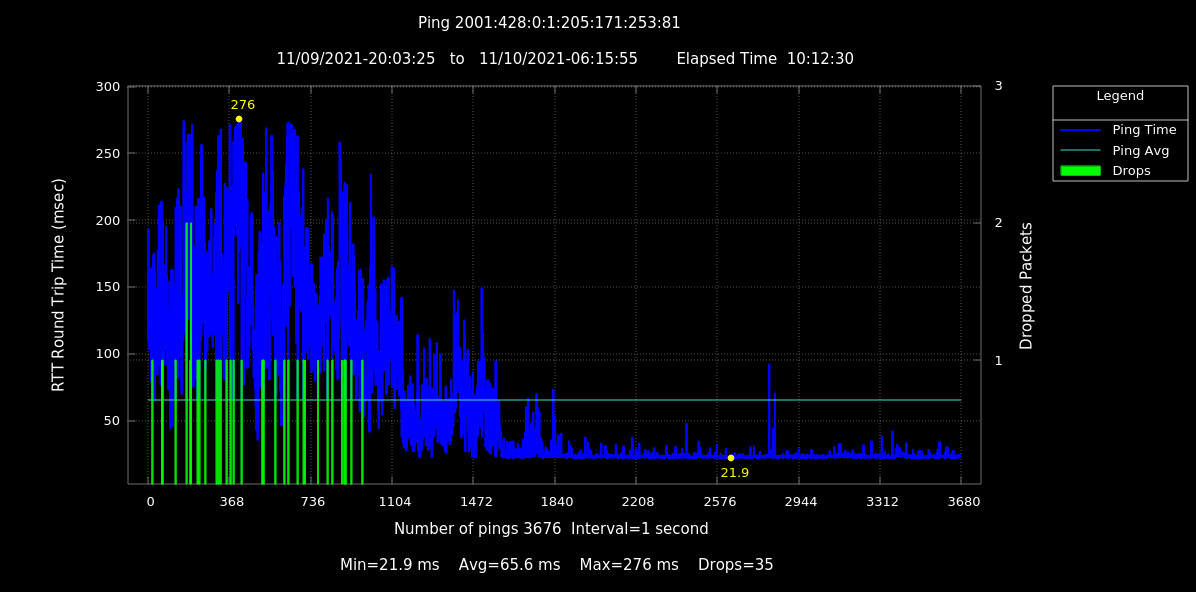 Ping 2001:428:0:1:205:171:253:81
11/09/2021-20:03:25 to 11/10/2021-06:15:55 Elapsed Time 10:12:30
300
250
200
150
100
50
RTT Round Trip Time (msec)
276
21.9
3
2
1
Dropped Packets
Legend
Ping Time
Ping Avg
Drops
0 368 736 1104 1472 1840 2208 2576 2944 3312 3680
Number of pings 3676 Interval=1 second
Min=21.9 ms Avg=65.6 ms Max=276 ms Drops=35